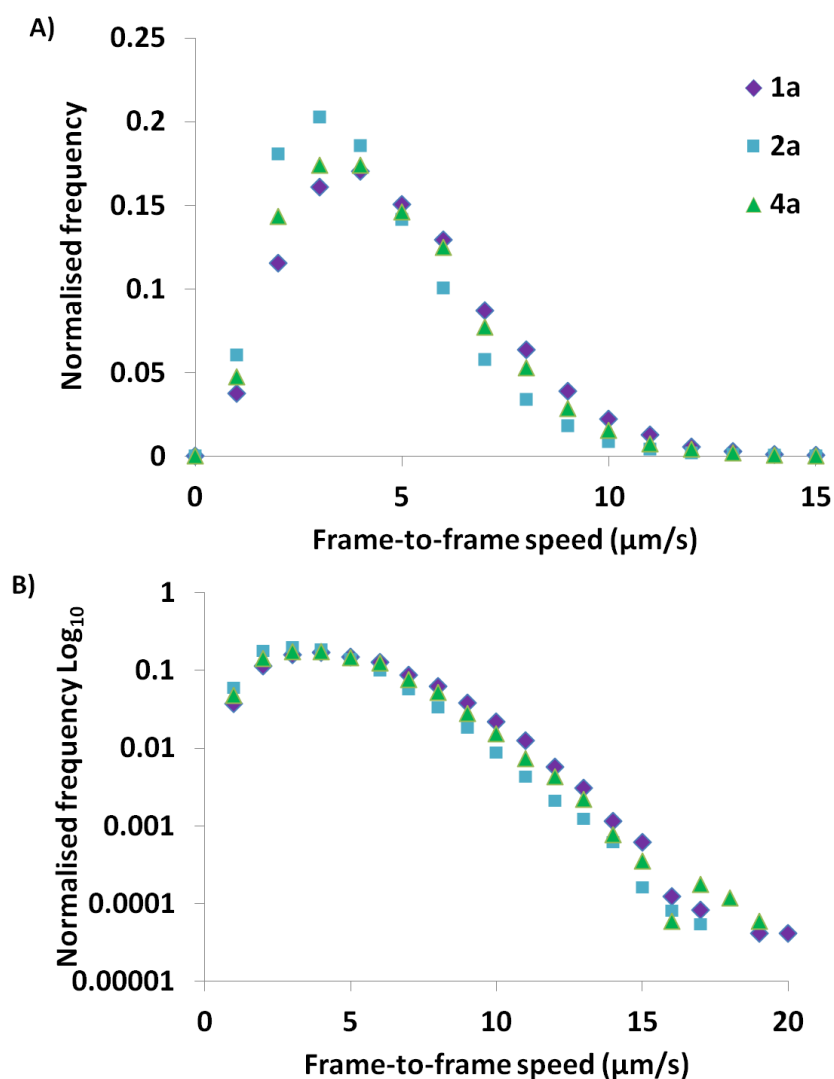 A)
Normalised frequency
0.25
0.2
0.15
0.1
0.05
0
0 5 10 15
Frame-to-frame speed (µm/s)
1a
2a
4a
B)
Normalised frequency Log10
1
0.1
0.01
0.001
0.0001
0.00001
0 5 10 15 20
Frame-to-frame speed (µm/s)